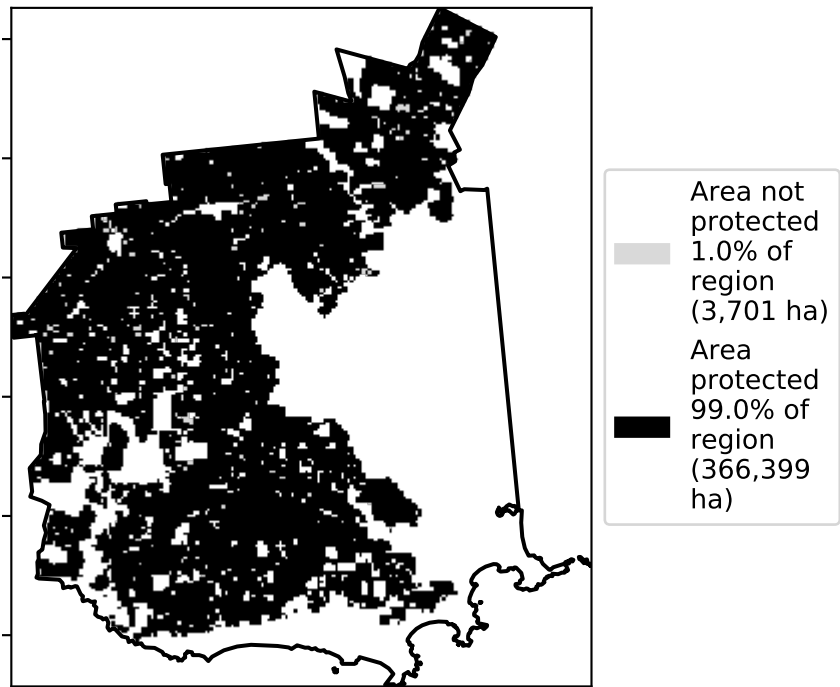 Area not
protected
1.0% of
region
(3,701 ha)
Area
protected
99.0% of
region
(366,399
ha)